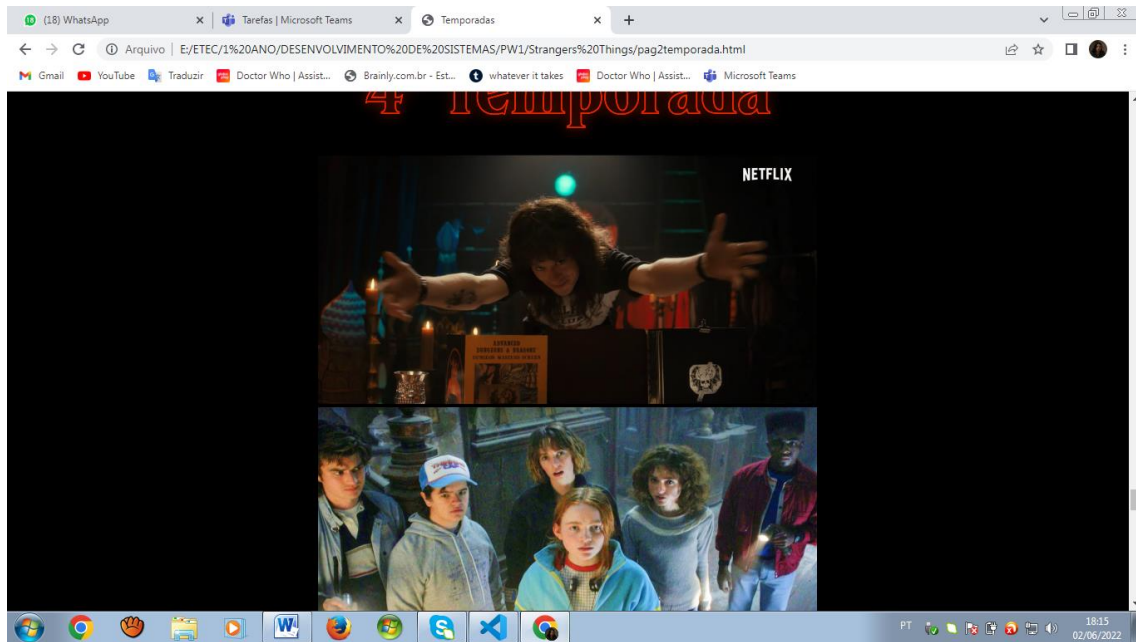 (18) WhatsApp
Tarefas | Microsoft Teams
Temporadas
Arquivo | E:/ETEC/1%20ANO/DESENVOLVIMENTO%20DE%20SISTEMAS/PW1/Strangers%20Things/pag2temporada.html
Gmail YouTube Traduzir Doctor Who | Assist... Brainly.com.br - Est... whatever it takes Doctor Who | Assist... Microsoft Teams
4° Temporada
NETFLIX
PT
18:15
02/06/2022